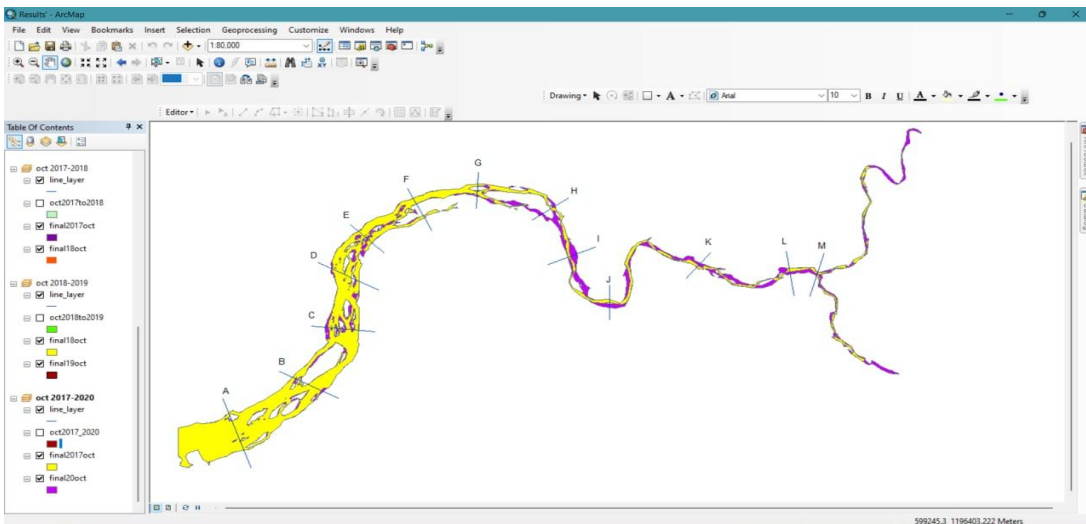 Results' - ArcMap
File Edit View Bookmarks Insert Selection Geoprocessing Customize Windows Help
1:80,000
Drawing
A
Arial
10
B I U A
Editor
Table Of Contents
oct 2017-2018
line_layer
oct2017to2018
final2017oct
final18oct
oct 2018-2019
line_layer
oct2018to2019
final18oct
final19oct
oct 2017-2020
line_layer
oct2017_2020
final2017oct
final20oct
A
B
C
D
E
F
G
H
I
J
K
L
M
599245.3 1196403.222 Meters